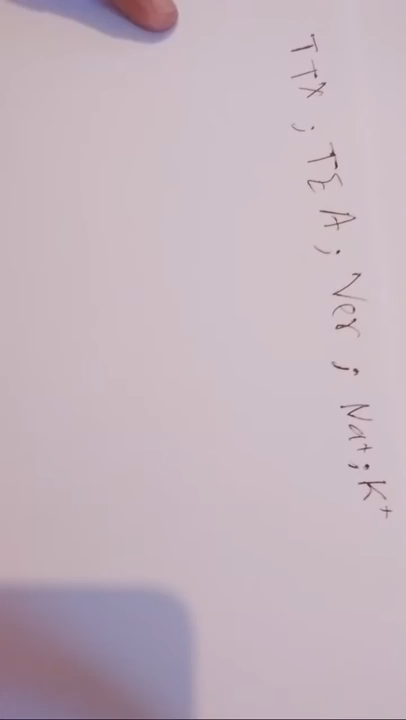 TTX ; TEA ; Ver ; Na+ ; K+